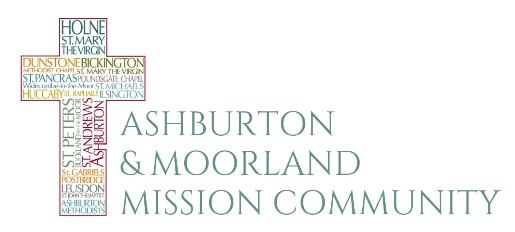 HOLNE
ST. MARY
THE VIRGIN
DUNSTONE BICKINGTON
METHODIST CHAPEL ST. MARY THE VIRGIN
ST. PANCRAS POUNDSGATE CHAPEL
Widecombe-in-the-Moor ST. MICHAELS
HUCCABY ST. RAPHAELS ILSINGTON
ST. PETERS
BUCKLAND-IN-THE-MOOR
ST. ANDREWS
ASHBURTON
ST. GABRIELS
POSTBRIDGE
LEUSDON
ST. JOHN THE BAPTIST
ASHBURTON
METHODISTS
ASHBURTON
& MOORLAND
MISSION COMMUNITY